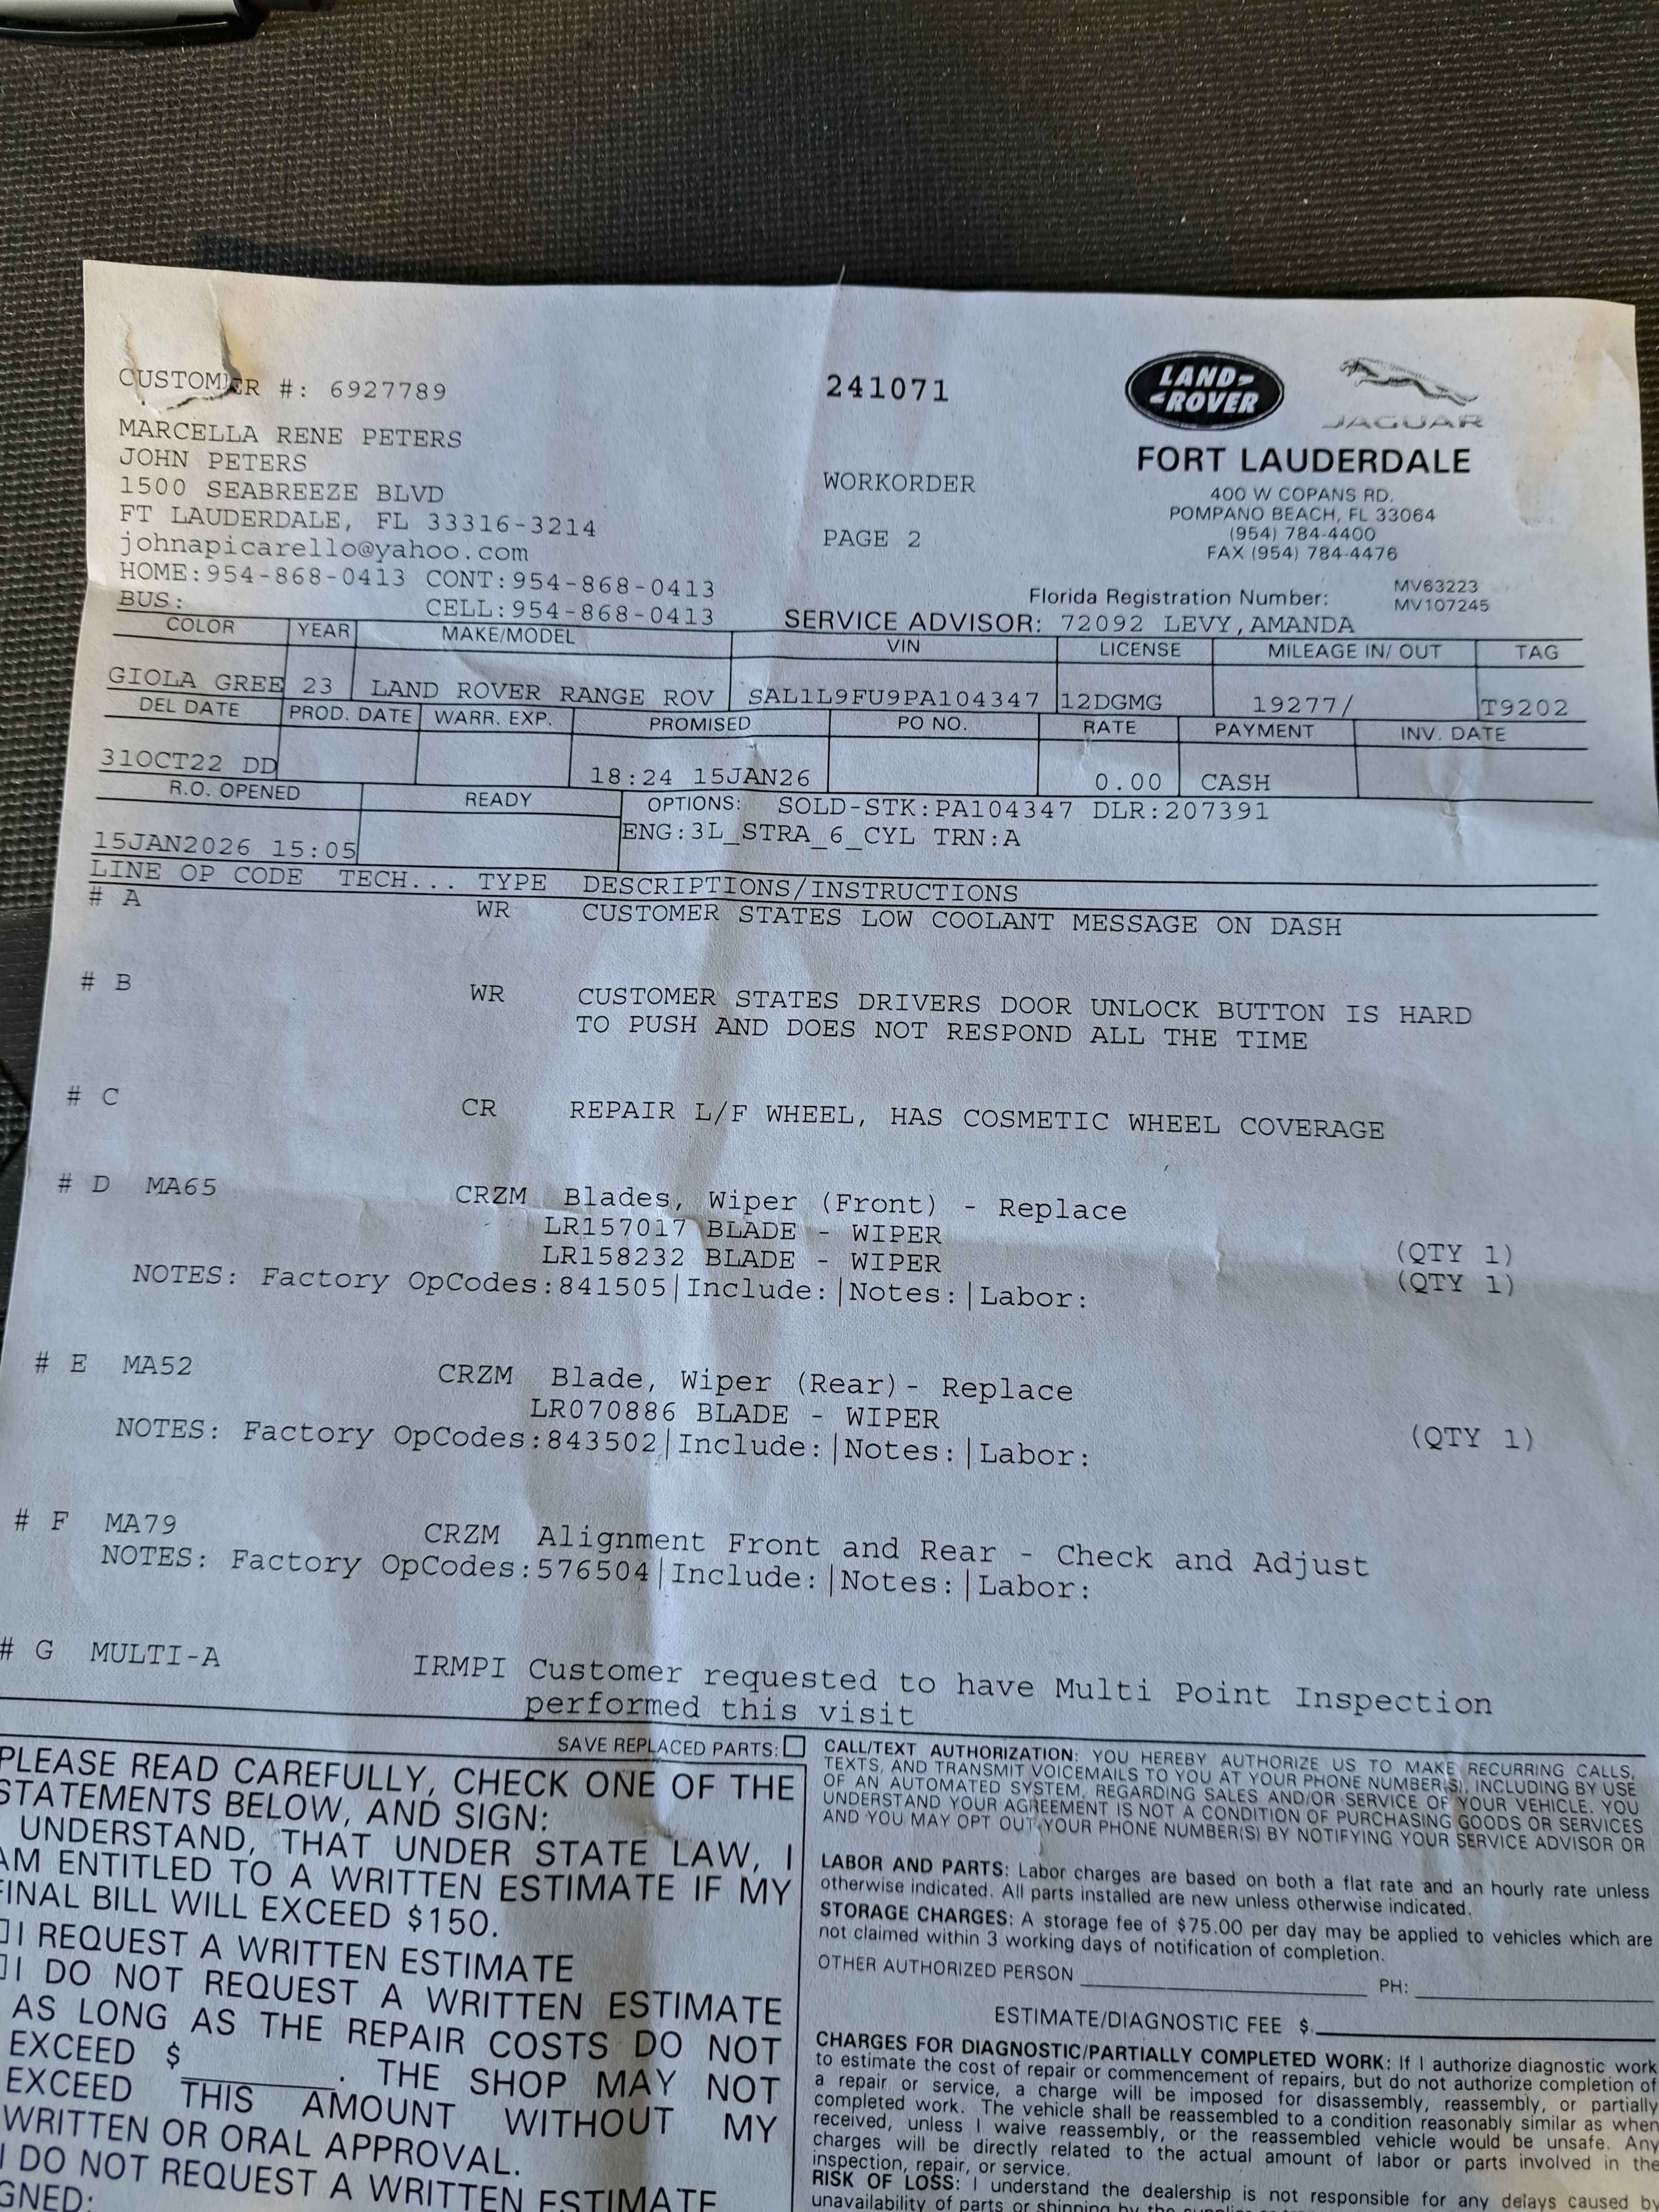 CUSTOMER #: 6927789
241071
LAND-
-ROVER
JAGUAR
MARCELLA RENE PETERS
JOHN PETERS
1500 SEABREEZE BLVD
FT LAUDERDALE, FL 33316-3214
johnapicarello@yahoo.com
HOME:954-868-0413 CONT:954-868-0413
BUS: CELL:954-868-0413
WORKORDER
PAGE 2
FORT LAUDERDALE
400 W COPANS RD.
POMPANO BEACH, FL 33064
(954) 784-4400
FAX (954) 784-4476
Florida Registration Number: MV63223
MV107245
SERVICE ADVISOR: 72092 LEVY,AMANDA
COLOR YEAR MAKE/MODEL VIN LICENSE MILEAGE IN/ OUT TAG
GIOLA GREE 23 LAND ROVER RANGE ROV SAL1L9FU9PA104347 12DGMG 19277/ T9202
DEL DATE PROD. DATE WARR. EXP. PROMISED PO NO. RATE PAYMENT INV. DATE
31OCT22 DD 18:24 15JAN26 0.00 CASH
R.O. OPENED READY OPTIONS: SOLD-STK:PA104347 DLR:207391
ENG:3L_STRA_6_CYL TRN:A
15JAN2026 15:05
LINE OP CODE TECH... TYPE DESCRIPTIONS/INSTRUCTIONS
# A WR CUSTOMER STATES LOW COOLANT MESSAGE ON DASH
# B WR CUSTOMER STATES DRIVERS DOOR UNLOCK BUTTON IS HARD
TO PUSH AND DOES NOT RESPOND ALL THE TIME
# C CR REPAIR L/F WHEEL, HAS COSMETIC WHEEL COVERAGE
# D MA65 CRZM Blades, Wiper (Front) - Replace
LR157017 BLADE - WIPER (QTY 1)
LR158232 BLADE - WIPER (QTY 1)
NOTES: Factory OpCodes:841505|Include:|Notes:|Labor:
# E MA52 CRZM Blade, Wiper (Rear)- Replace
LR070886 BLADE - WIPER (QTY 1)
NOTES: Factory OpCodes:843502|Include:|Notes:|Labor:
# F MA79 CRZM Alignment Front and Rear - Check and Adjust
NOTES: Factory OpCodes:576504|Include:|Notes:|Labor:
# G MULTI-A IRMPI Customer requested to have Multi Point Inspection
performed this visit
SAVE REPLACED PARTS:
PLEASE READ CAREFULLY, CHECK ONE OF THE
STATEMENTS BELOW, AND SIGN:
UNDERSTAND, THAT UNDER STATE LAW, I
AM ENTITLED TO A WRITTEN ESTIMATE IF MY
FINAL BILL WILL EXCEED $150.
I REQUEST A WRITTEN ESTIMATE
I DO NOT REQUEST A WRITTEN ESTIMATE
AS LONG AS THE REPAIR COSTS DO NOT
EXCEED $ . THE SHOP MAY NOT
EXCEED THIS AMOUNT WITHOUT MY
WRITTEN OR ORAL APPROVAL.
I DO NOT REQUEST A WRITTEN ESTIMATE
GNED:
CALL/TEXT AUTHORIZATION: YOU HEREBY AUTHORIZE US TO MAKE RECURRING CALLS,
TEXTS, AND TRANSMIT VOICEMAILS TO YOU AT YOUR PHONE NUMBER(S), INCLUDING BY USE
OF AN AUTOMATED SYSTEM, REGARDING SALES AND/OR SERVICE OF YOUR VEHICLE. YOU
UNDERSTAND YOUR AGREEMENT IS NOT A CONDITION OF PURCHASING GOODS OR SERVICES
AND YOU MAY OPT OUT YOUR PHONE NUMBER(S) BY NOTIFYING YOUR SERVICE ADVISOR OR
LABOR AND PARTS: Labor charges are based on both a flat rate and an hourly rate unless
otherwise indicated. All parts installed are new unless otherwise indicated.
STORAGE CHARGES: A storage fee of $75.00 per day may be applied to vehicles which are
not claimed within 3 working days of notification of completion.
OTHER AUTHORIZED PERSON PH:
ESTIMATE/DIAGNOSTIC FEE $
CHARGES FOR DIAGNOSTIC/PARTIALLY COMPLETED WORK: If I authorize diagnostic work
to estimate the cost of repair or commencement of repairs, but do not authorize completion of
a repair or service, a charge will be imposed for disassembly, reassembly, or partially
completed work. The vehicle shall be reassembled to a condition reasonably similar as when
received, unless I waive reassembly, or the reassembled vehicle would be unsafe. Any
charges will be directly related to the actual amount of labor or parts involved in the
inspection, repair, or service.
RISK OF LOSS: I understand the dealership is not responsible for any delays caused by
unavailability of parts or shipping by the